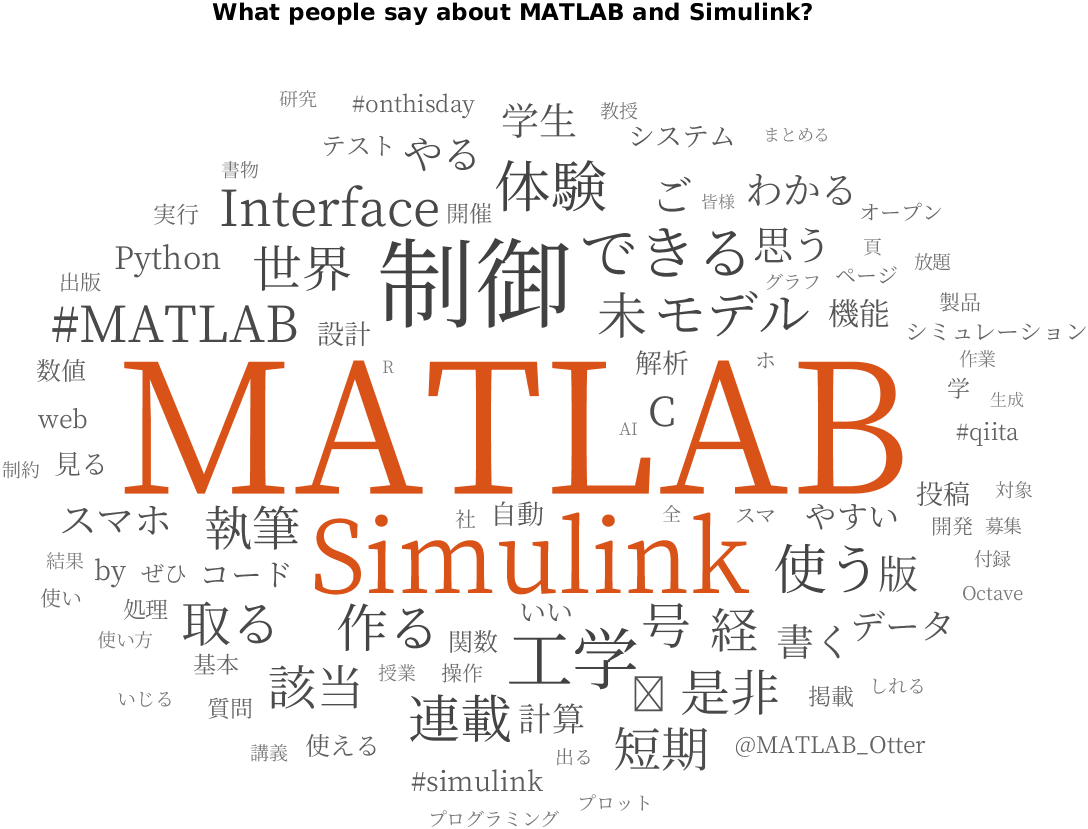 What people say about MATLAB and Simulink?
研究 #onthisday 学生 教授
テスト やる システム まとめる
書物 体験 ご 皆様 わかる
実行 Interface 開催 オープン
Python 世界 制御 できる 思う 頁 放題
出版 グラフ ページ
#MATLAB 設計 未 モデル 機能 製品
シミュレーション
数値 R 解析 ホ 作業
MATLAB
学 生成
web AI C #qiita
制約 見る
投稿 対象
スマホ 執筆 社 自動 全 スマ やすい 開発 募集
Simulink
結果 by ぜひ コード 使う 版 付録
使い 処理 いい Octave
使い方 取る 作る 関数 工学 号 経 書く データ
基本 該当 授業 操作 是非 掲載 しれる
いじる 質問 連載 計算
講義 使える 出る 短期 @MATLAB_Otter
#simulink
プログラミング プロット